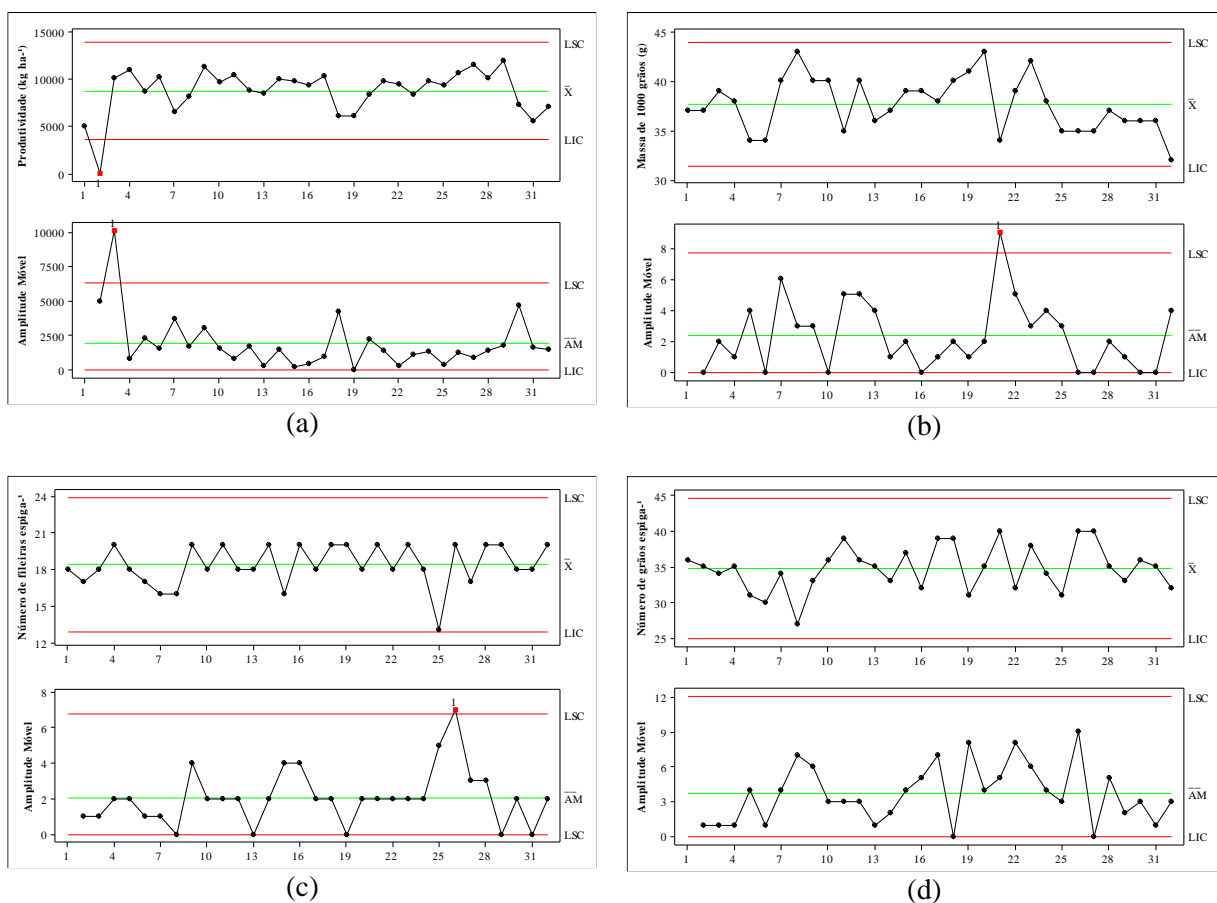 Produtividade (kg ha-¹)
15000
10000
5000
0
LSC
X̄
LIC
1
1 4 7 10 13 16 19 22 25 28 31
Amplitude Móvel
10000
7500
5000
2500
0
1
LSC
A̅M̅
LIC
1 4 7 10 13 16 19 22 25 28 31
(a)
Massa de 1000 grãos (g)
45
40
35
30
LSC
X̄
LIC
1 4 7 10 13 16 19 22 25 28 31
Amplitude Móvel
8
6
4
2
0
1
LSC
A̅M̅
LIC
1 4 7 10 13 16 19 22 25 28 31
(b)
Número de fileiras espiga-¹
24
21
18
15
12
LSC
X̄
LIC
1 4 7 10 13 16 19 22 25 28 31
Amplitude Móvel
8
6
4
2
0
1
LSC
A̅M̅
LSC
1 4 7 10 13 16 19 22 25 28 31
(c)
Número de grãos espiga-¹
45
40
35
30
25
LSC
X̄
LIC
1 4 7 10 13 16 19 22 25 28 31
Amplitude Móvel
12
9
6
3
0
LSC
A̅M̅
LIC
1 4 7 10 13 16 19 22 25 28 31
(d)